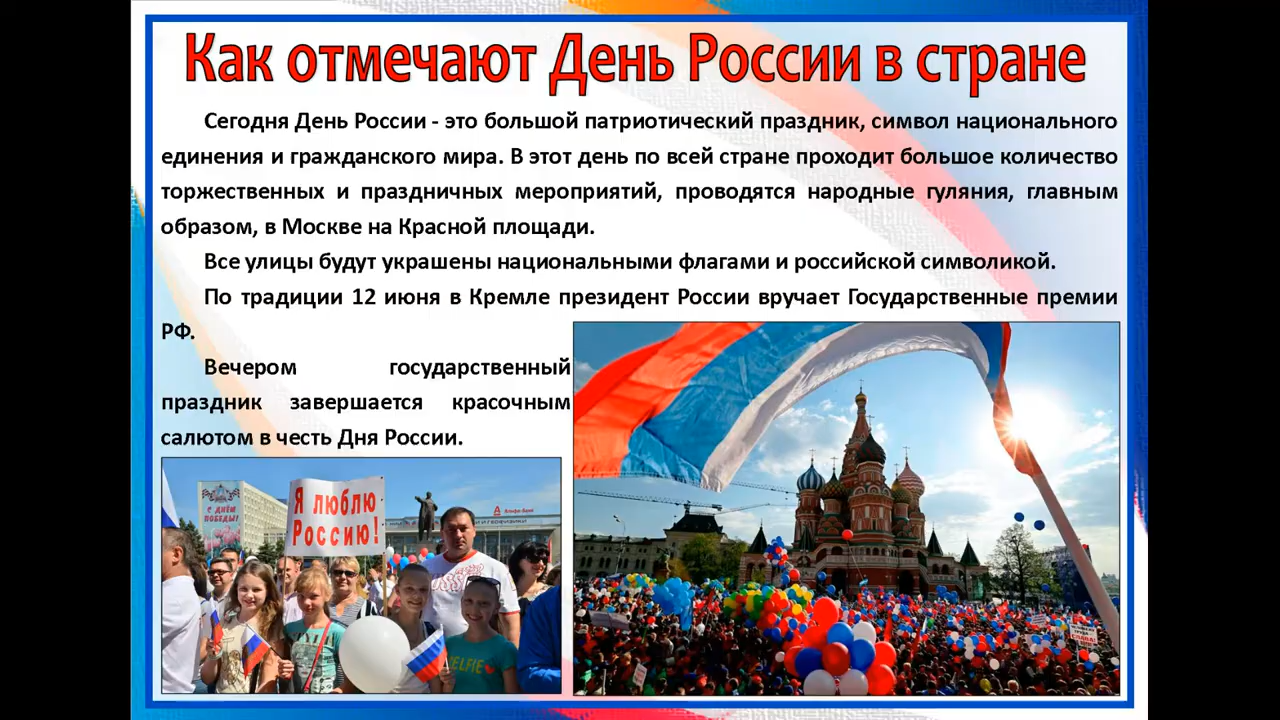 Как отмечают День России в стране
Сегодня День России - это большой патриотический праздник, символ национального
единения и гражданского мира. В этот день по всей стране проходит большое количество
торжественных и праздничных мероприятий, проводятся народные гуляния, главным
образом, в Москве на Красной площади.
Все улицы будут украшены национальными флагами и российской символикой.
По традиции 12 июня в Кремле президент России вручает Государственные премии
РФ.
Вечером государственный
праздник завершается красочным
салютом в честь Дня России.
С ДНЁМ
ПОБЕДЫ!
Я люблю
Россию!
Альфа-Банк
SELFIE